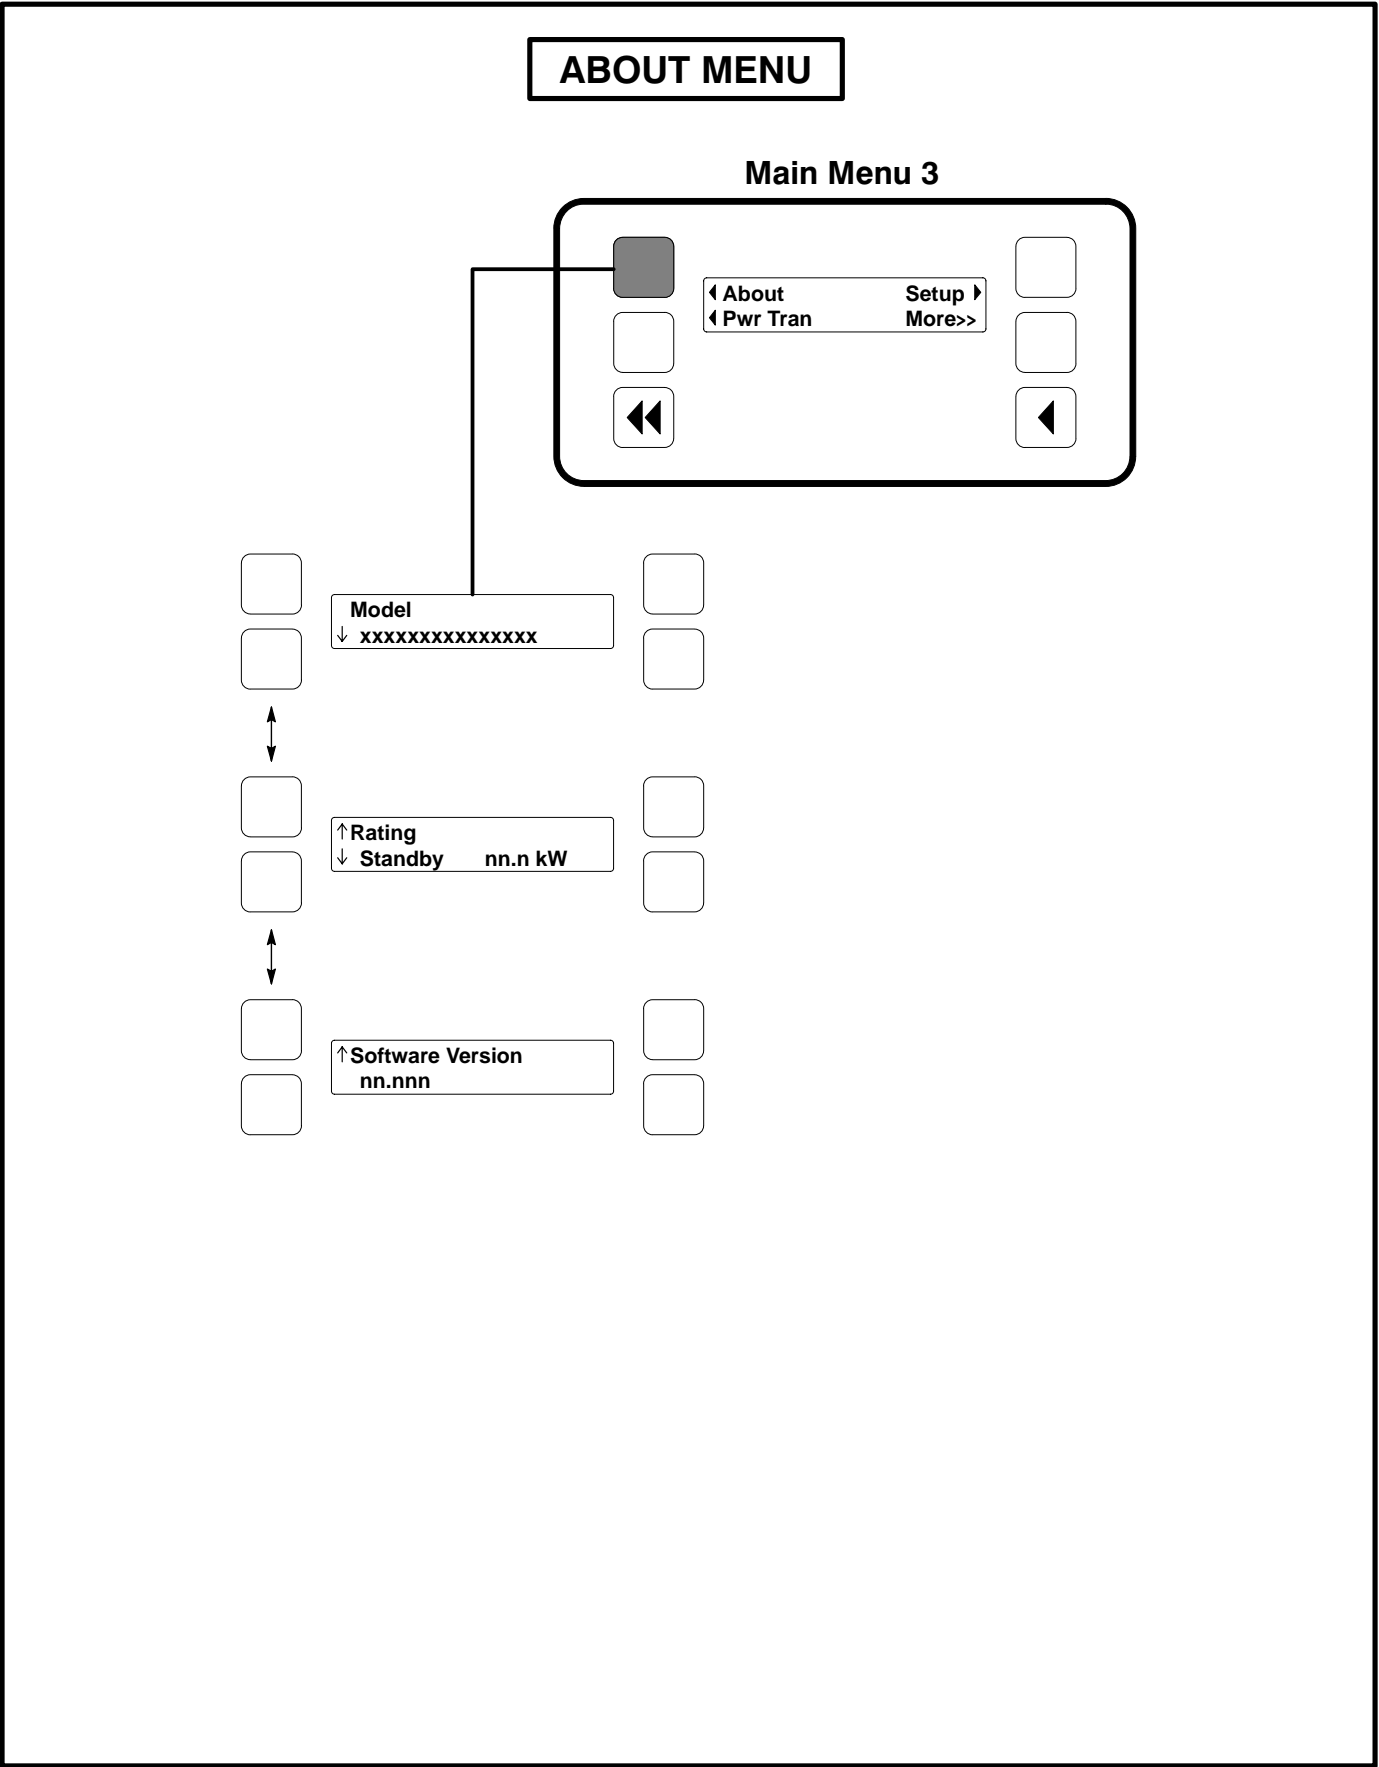 ABOUT MENU
Main Menu 3
About Setup
Pwr Tran More>>
Model
↓ xxxxxxxxxxxxxxx
↑Rating
↓ Standby nn.n kW
↑Software Version
nn.nnn